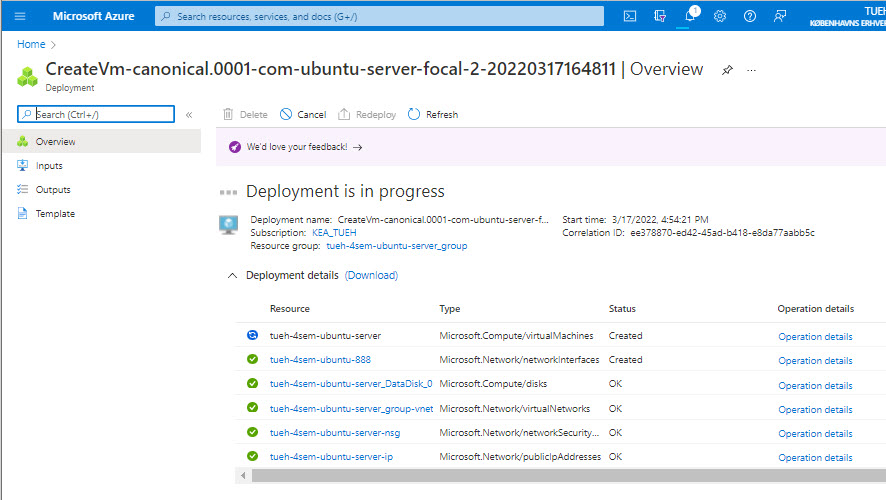 Microsoft Azure
Search resources, services, and docs (G+/)
1
TUEH
KØBENHAVNS ERHVER
Home
CreateVm-canonical.0001-com-ubuntu-server-focal-2-20220317164811 | Overview
Deployment
Search (Ctrl+/)
Delete Cancel Redeploy Refresh
Overview
Inputs
Outputs
Template
We'd love your feedback! →
Deployment is in progress
Deployment name: CreateVm-canonical.0001-com-ubuntu-server-f... Start time: 3/17/2022, 4:54:21 PM
Subscription: KEA_TUEH Correlation ID: ee378870-ed42-45ad-b418-e8da77aabb5c
Resource group: tueh-4sem-ubuntu-server_group
Deployment details (Download)
Resource Type Status Operation details
tueh-4sem-ubuntu-server Microsoft.Compute/virtualMachines Created Operation details
tueh-4sem-ubuntu-888 Microsoft.Network/networkInterfaces Created Operation details
tueh-4sem-ubuntu-server_DataDisk_0 Microsoft.Compute/disks OK Operation details
tueh-4sem-ubuntu-server_group-vnet Microsoft.Network/virtualNetworks OK Operation details
tueh-4sem-ubuntu-server-nsg Microsoft.Network/networkSecurity... OK Operation details
tueh-4sem-ubuntu-server-ip Microsoft.Network/publicIpAddresses OK Operation details